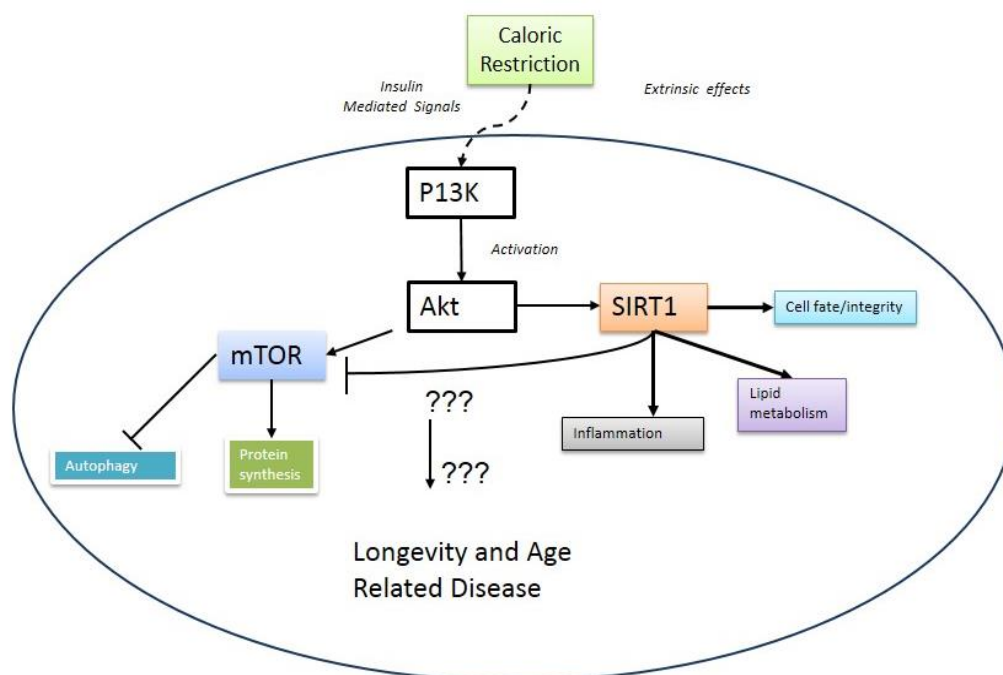 Caloric
Restriction
Insulin
Mediated Signals
Extrinsic effects
P13K
Activation
Akt
SIRT1
Cell fate/integrity
mTOR
Lipid
metabolism
???
Inflammation
Autophagy
Protein
synthesis
???
Longevity and Age
Related Disease